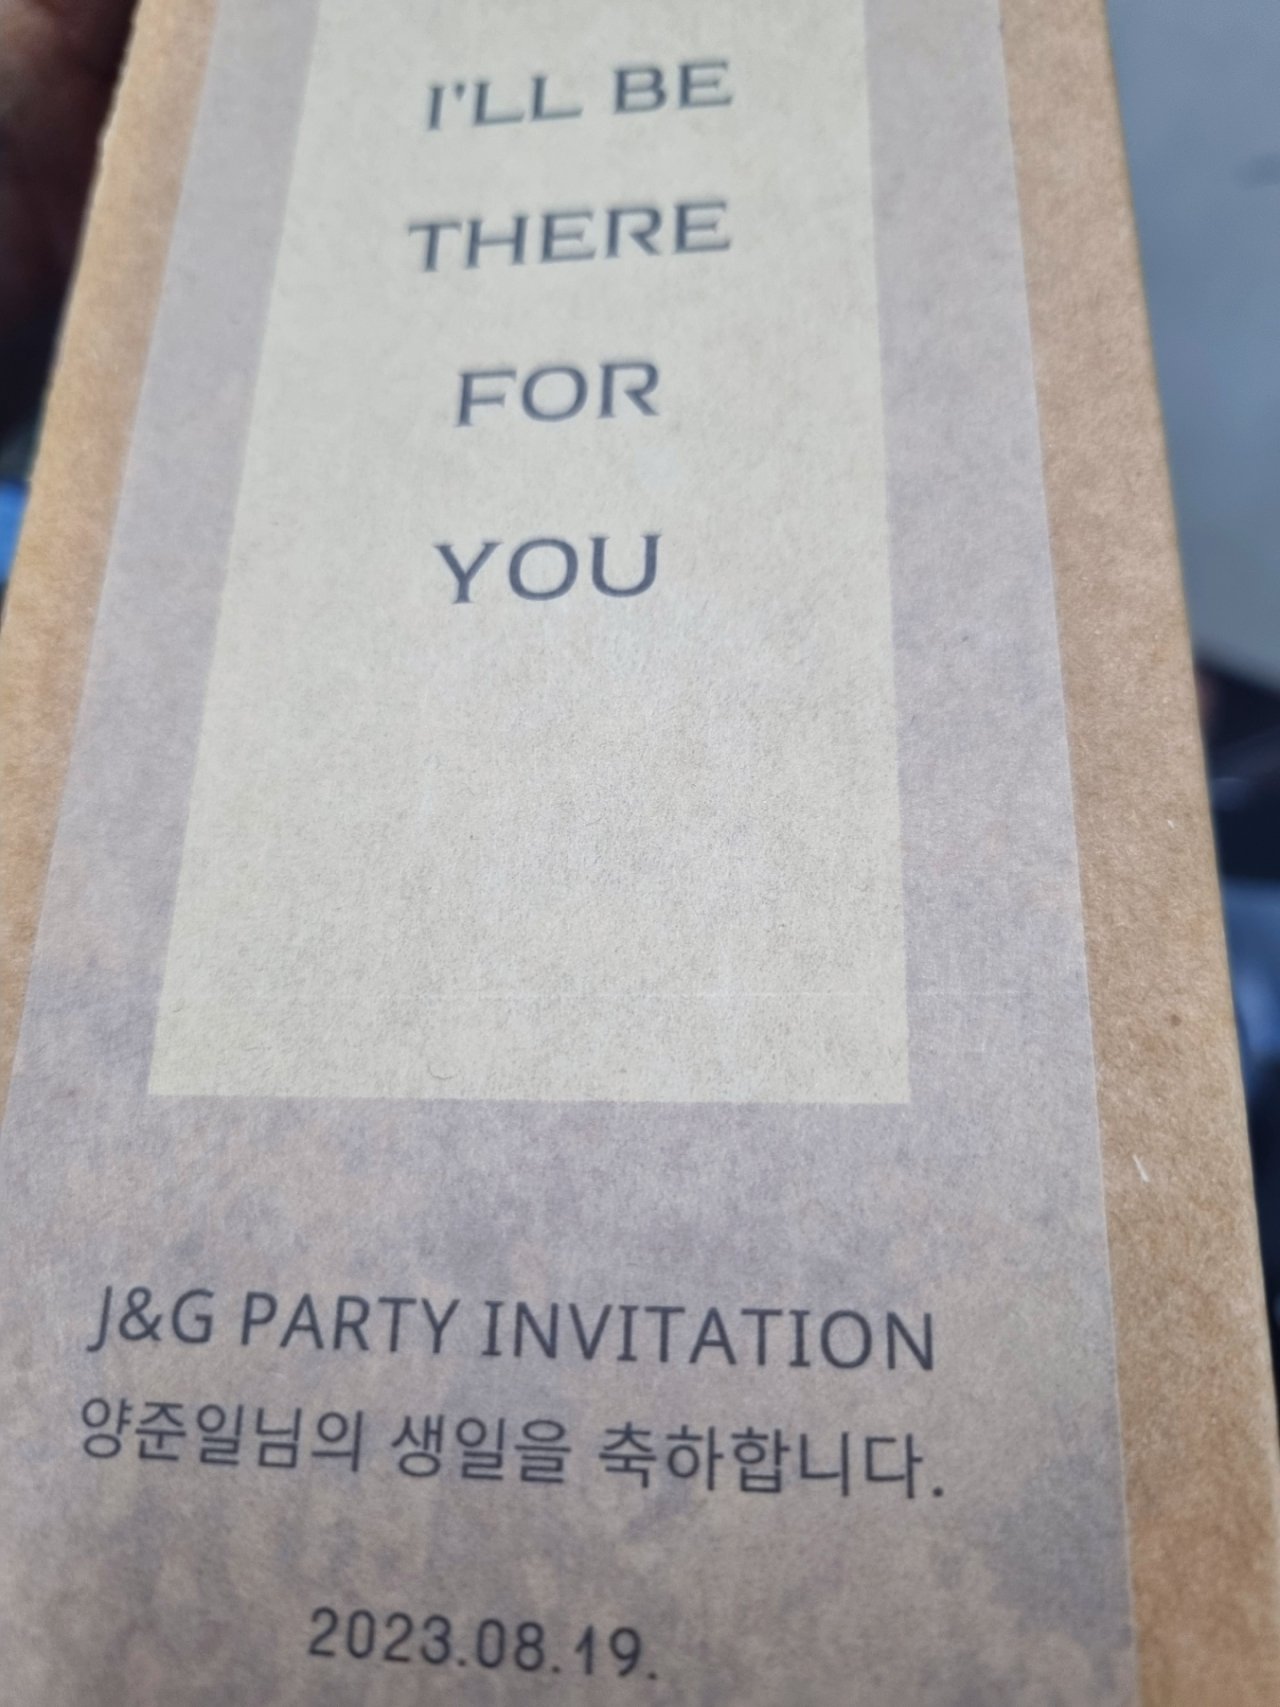 I'LL BE
THERE
FOR
YOU
J&G PARTY INVITATION
양준일님의 생일을 축하합니다.
2023.08.19.